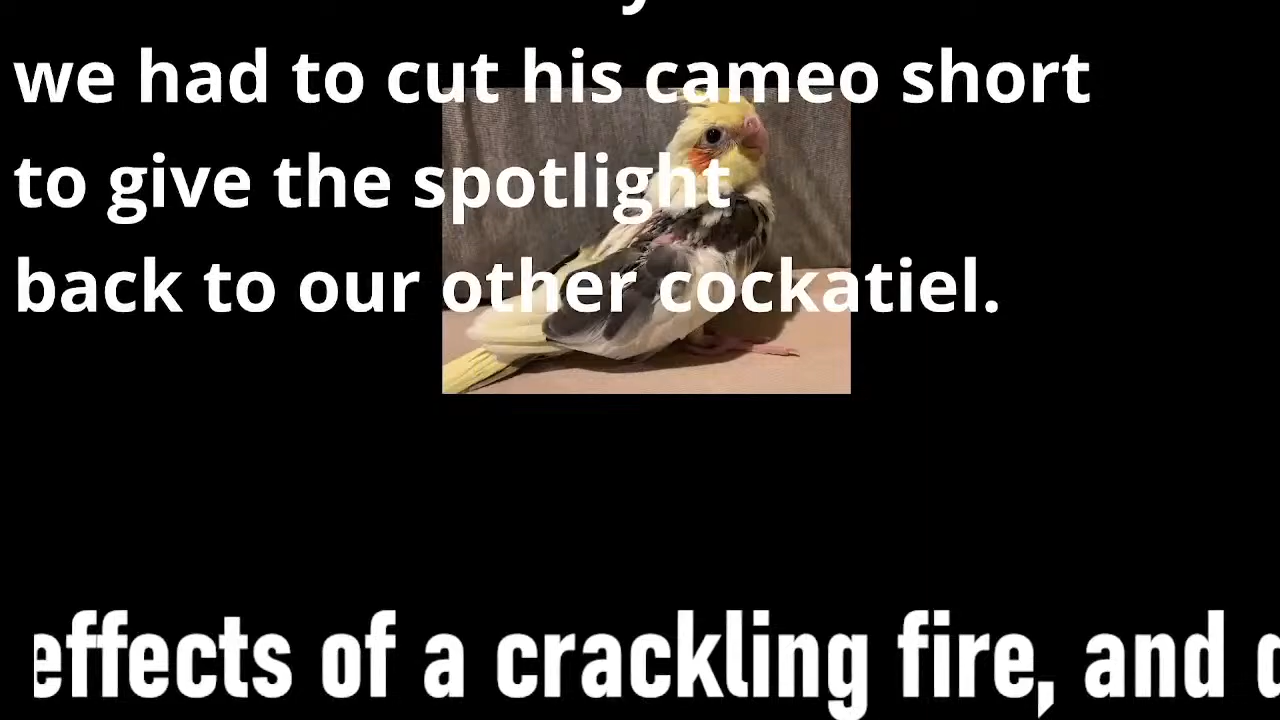 we had to cut his cameo short
to give the spotlight
back to our other cockatiel.
effects of a crackling fire, and